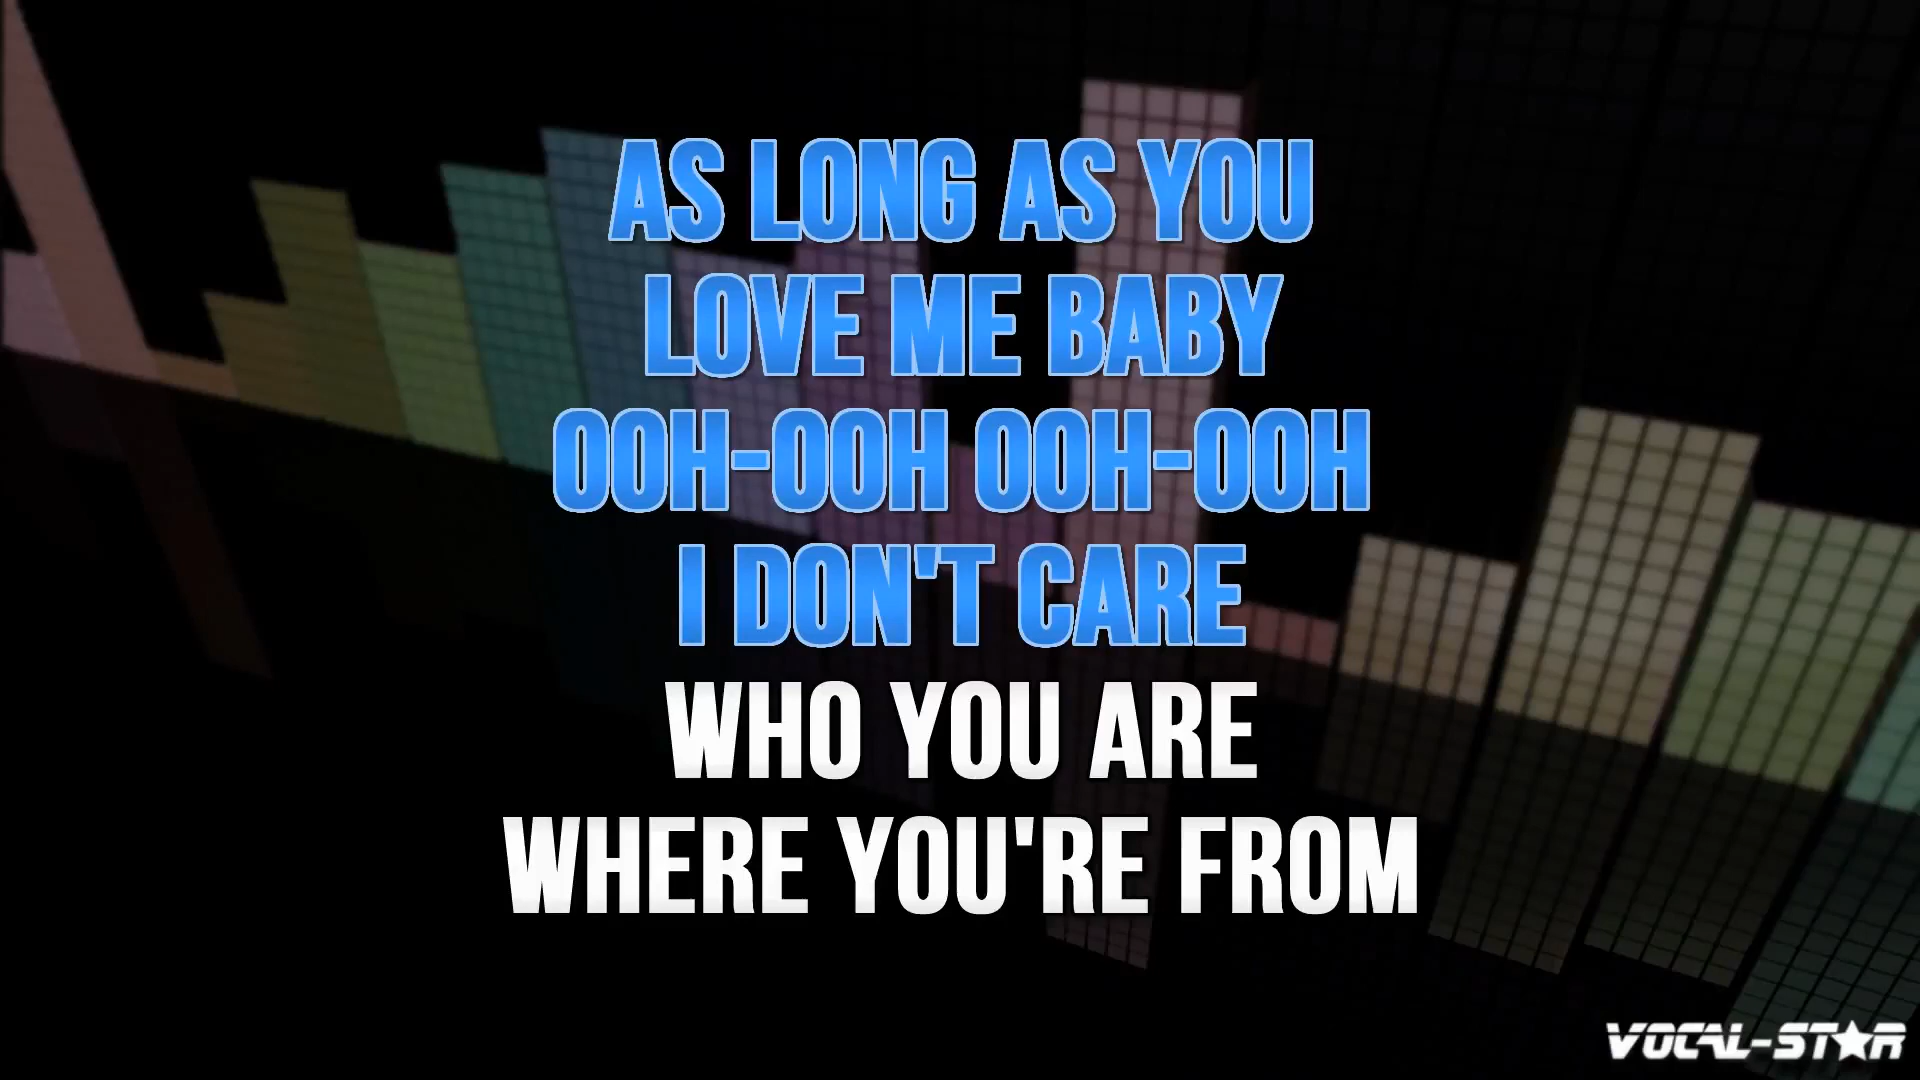 AS LONG AS YOU
LOVE ME BABY
OOH-OOH OOH-OOH
I DON'T CARE
WHO YOU ARE
WHERE YOU'RE FROM
VOCAL-STAR